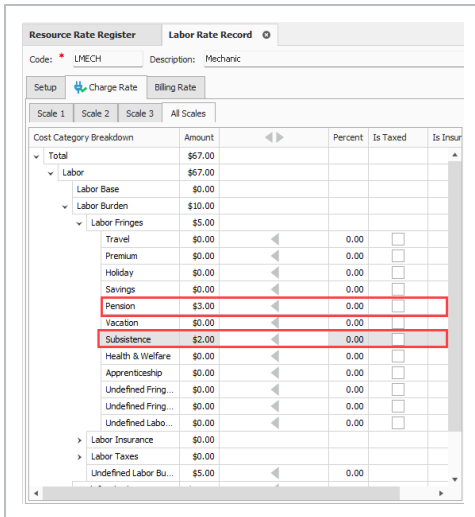 Resource Rate Register Labor Rate Record
Code: * LMECH Description: Mechanic
Setup Charge Rate Billing Rate
Scale 1 Scale 2 Scale 3 All Scales
Cost Category Breakdown Amount Percent Is Taxed Is Insur
Total $67.00
Labor $67.00
Labor Base $0.00
Labor Burden $10.00
Labor Fringes $5.00
Travel $0.00 0.00
Premium $0.00 0.00
Holiday $0.00 0.00
Savings $0.00 0.00
Pension $3.00 0.00
Vacation $0.00 0.00
Subsistence $2.00 0.00
Health & Welfare $0.00 0.00
Apprenticeship $0.00 0.00
Undefined Fring... $0.00 0.00
Undefined Fring... $0.00 0.00
Undefined Labo... $0.00 0.00
Labor Insurance $0.00
Labor Taxes $0.00
Undefined Labor Bu... $5.00 0.00